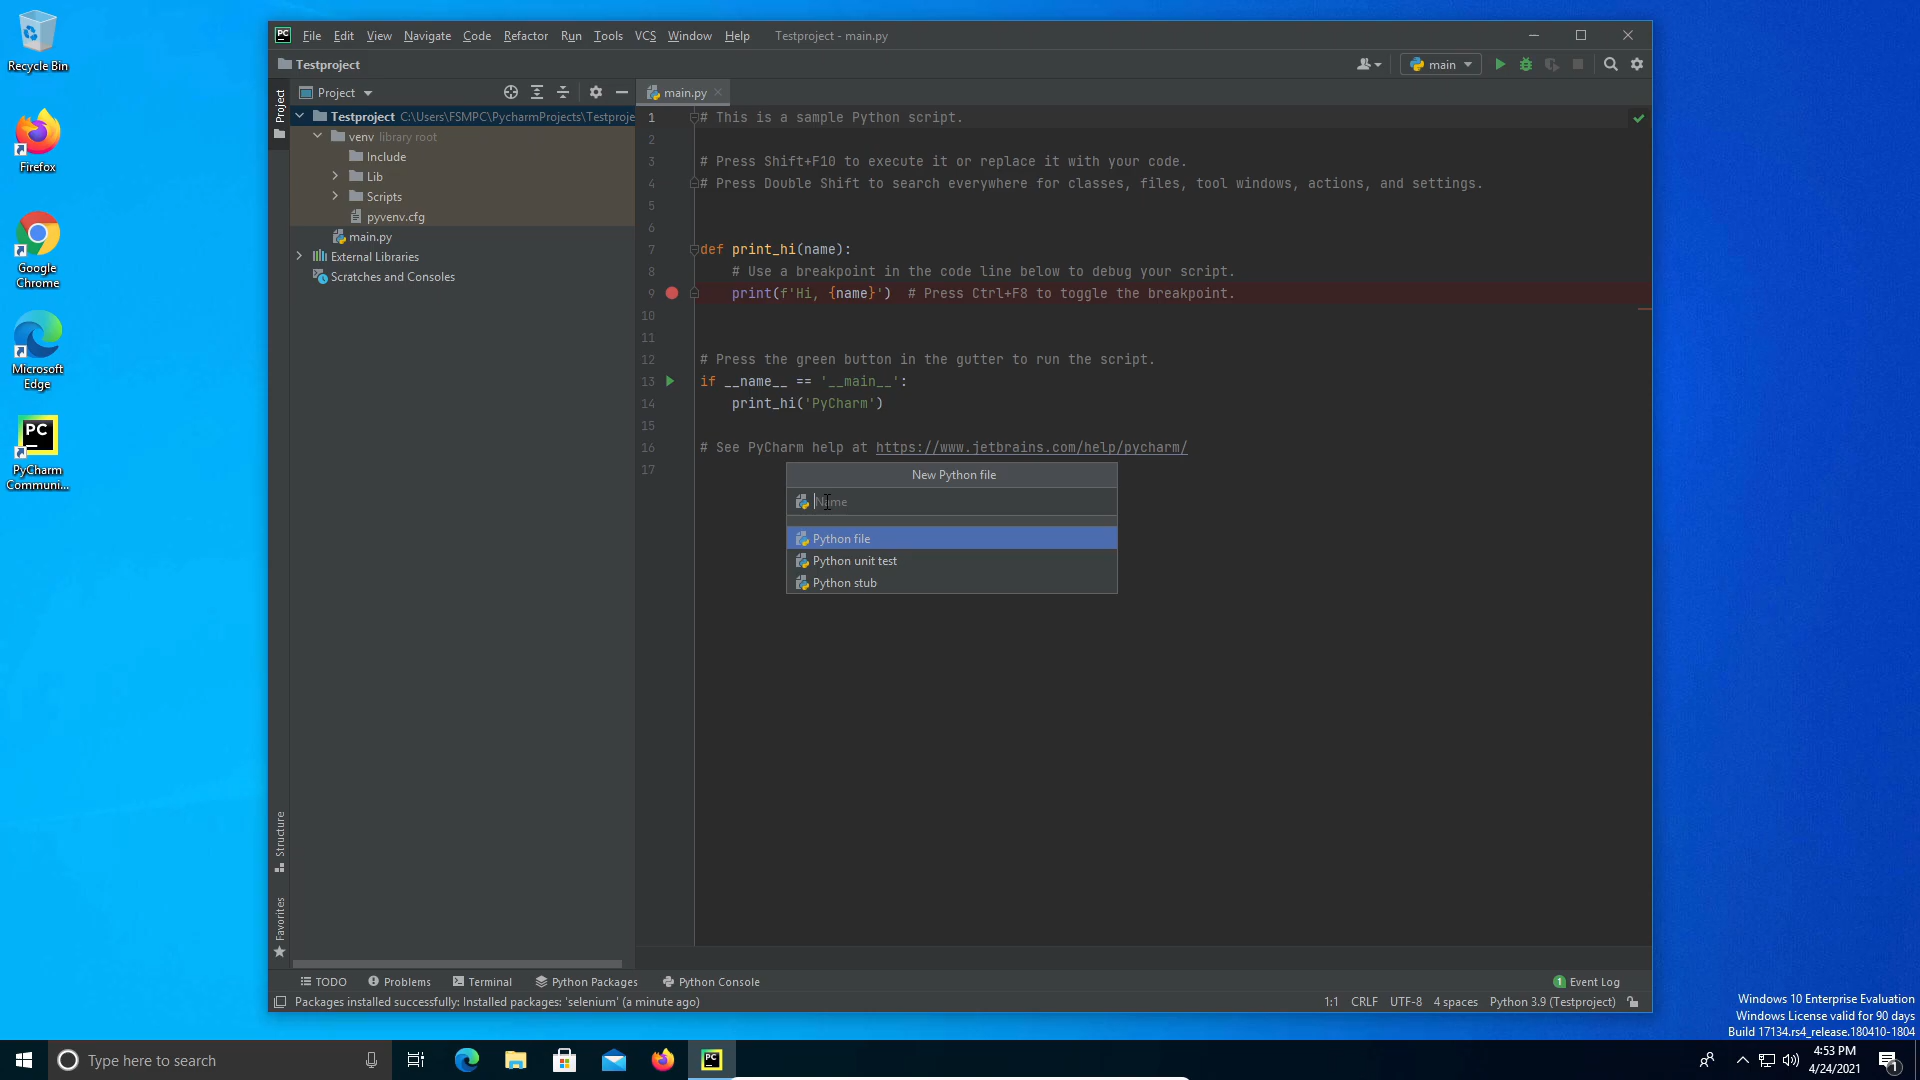 Recycle Bin
Firefox
Google
Chrome
Microsoft
Edge
PyCharm
Communi...
PC
File Edit View Navigate Code Refactor Run Tools VCS Window Help Testproject - main.py
Testproject
main
Project
Project
main.py
Testproject C:\Users\FSMPC\PycharmProjects\Testproje
venv library root
Include
Lib
Scripts
pyvenv.cfg
main.py
External Libraries
Scratches and Consoles
1 # This is a sample Python script.
2
3 # Press Shift+F10 to execute it or replace it with your code.
4 # Press Double Shift to search everywhere for classes, files, tool windows, actions, and settings.
5
6
7 def print_hi(name):
8 # Use a breakpoint in the code line below to debug your script.
9 print(f'Hi, {name}') # Press Ctrl+F8 to toggle the breakpoint.
10
11
12 # Press the green button in the gutter to run the script.
13 if __name__ == '__main__':
14 print_hi('PyCharm')
15
16 # See PyCharm help at https://www.jetbrains.com/help/pycharm/
17
New Python file
Name
Python file
Python unit test
Python stub
Structure
Favorites
TODO Problems Terminal Python Packages Python Console 1 Event Log
Packages installed successfully: Installed packages: 'selenium' (a minute ago) 1:1 CRLF UTF-8 4 spaces Python 3.9 (Testproject)
Windows 10 Enterprise Evaluation
Windows License valid for 90 days
Build 17134.rs4_release.180410-1804
Type here to search
PC
4:53 PM
4/24/2021
1